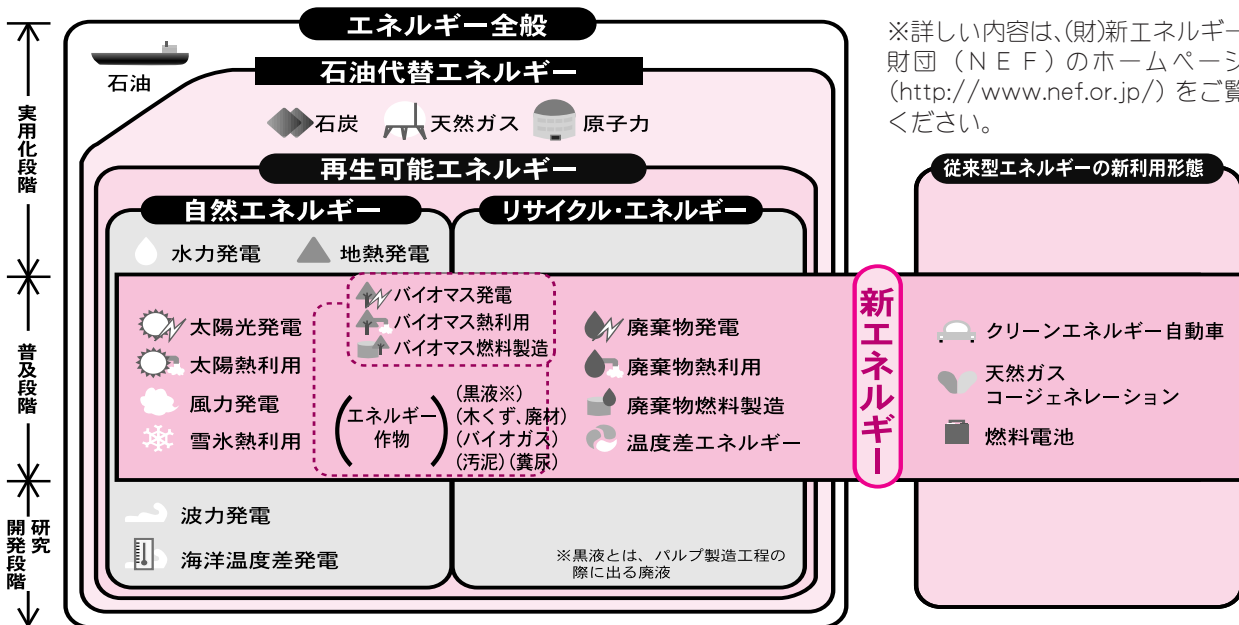 エネルギー全般
石油
石油代替エネルギー
石炭
天然ガス
原子力
再生可能エネルギー
自然エネルギー
リサイクル・エネルギー
水力発電
地熱発電
実用化段階
普及段階
研究
開発段階
太陽光発電
太陽熱利用
風力発電
雪氷熱利用
バイオマス発電
バイオマス熱利用
バイオマス燃料製造
(エネルギー
作物)
(黒液※)
(木くず、廃材)
(バイオガス)
(汚泥)(糞尿)
廃棄物発電
廃棄物熱利用
廃棄物燃料製造
温度差エネルギー
波力発電
海洋温度差発電
※黒液とは、パルプ製造工程の
際に出る廃液
新エネルギー
※詳しい内容は、(財)新エネルギー
財団(NEF)のホームページ
(http://www.nef.or.jp/)をご覧
ください。
従来型エネルギーの新利用形態
クリーンエネルギー自動車
天然ガス
コージェネレーション
燃料電池